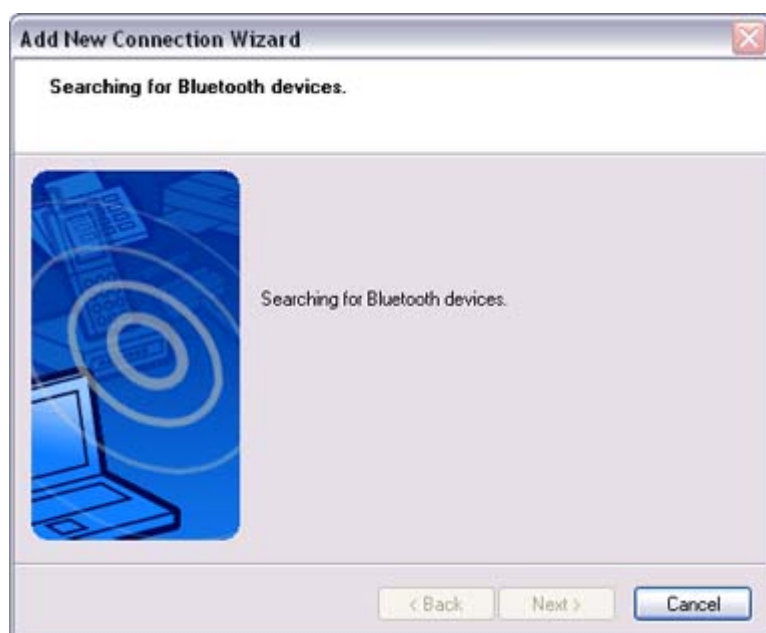 Add New Connection Wizard
Searching for Bluetooth devices.
Searching for Bluetooth devices.
< Back Next > Cancel